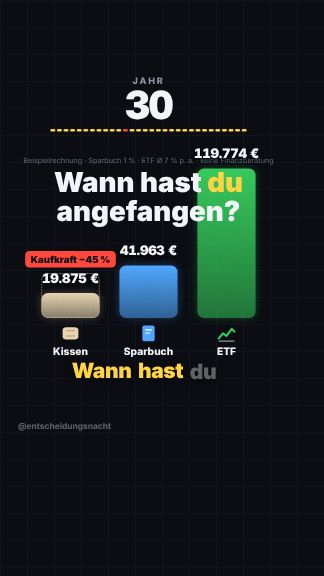 JAHR
30
119.774 €
Beispielrechnung · Sparbuch 1 % · ETF Ø 7 % p. a. · keine Finanzberatung
Wann hast du
angefangen?
41.963 €
Kaufkraft −45 %
19.875 €
Kissen Sparbuch ETF
Wann hast du
@entscheidungsnacht